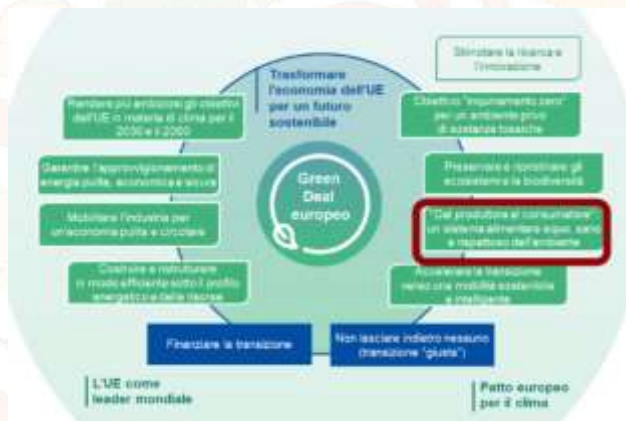 Stimolare la ricerca e
l'innovazione
Trasformare
l'economia dell'UE
per un futuro
sostenibile
Rendere più ambiziosi gli obiettivi
dell'UE in materia di clima per il
2030 e il 2050
Obiettivo "inquinamento zero"
per un ambiente privo
di sostanze tossiche
Garantire l'approvvigionamento di
energia pulita, economica e sicura
Preservare e ripristinare gli
ecosistemi e la biodiversità
Green
Deal
europeo
Mobilitare l'industria per
un'economia pulita e circolare
"Dal produttore al consumatore"
un sistema alimentare equo, sano
e rispettoso dell'ambiente
Costruire e ristrutturare
in modo efficiente sotto il profilo
energetico e delle risorse
Accelerare la transizione
verso una mobilità sostenibile
e intelligente
Finanziare la transizione
Non lasciare indietro nessuno
(transizione "giusta")
L'UE come
leader mondiale
Patto europeo
per il clima